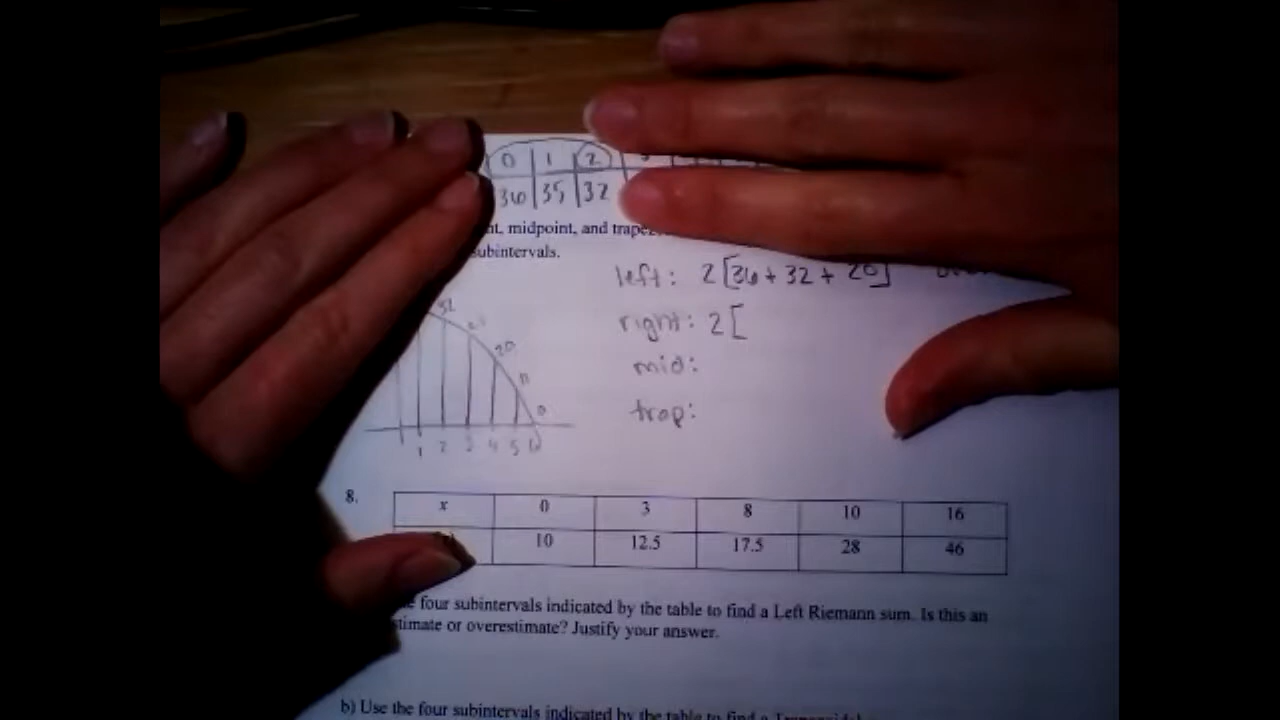 0 1 2
36 35 32
midpoint, and
subintervals.
left: 2[36+32+20]
right: 2[
mid:
trap:
32
20
0
1 2 3 4 5 6
8.
x 0 3 8 10 16
10 12.5 17.5 28 46
four subintervals indicated by the table to find a Left Riemann sum. Is this an
or overestimate? Justify your answer.
b) Use the four subintervals indicated by the table to find a